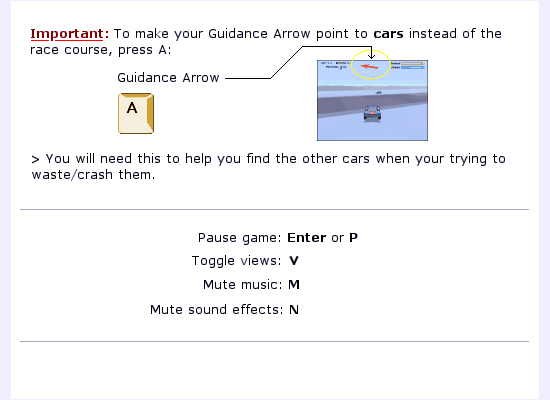 Important: To make your Guidance Arrow point to cars instead of the
race course, press A:
Guidance Arrow
A
> You will need this to help you find the other cars when your trying to
waste/crash them.
Pause game: Enter or P
Toggle views: V
Mute music: M
Mute sound effects: N